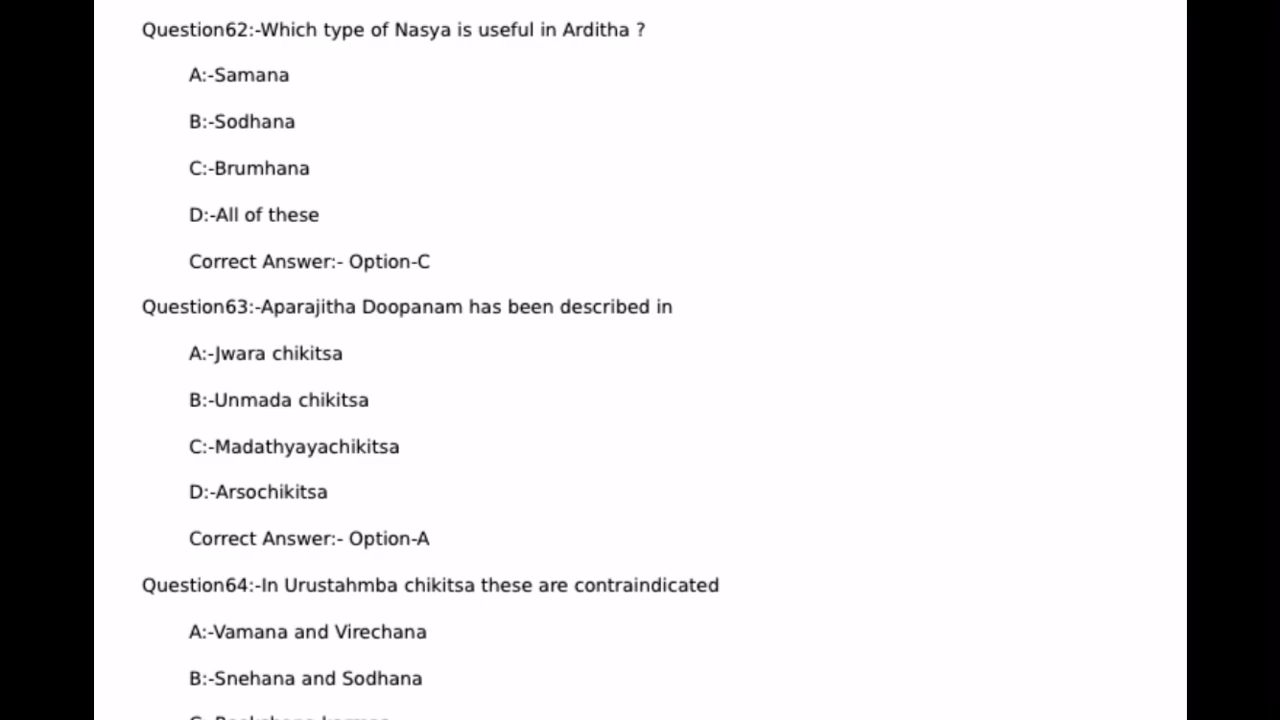 Question62:-Which type of Nasya is useful in Arditha ?
A:-Samana
B:-Sodhana
C:-Brumhana
D:-All of these
Correct Answer:- Option-C
Question63:-Aparajitha Doopanam has been described in
A:-Jwara chikitsa
B:-Unmada chikitsa
C:-Madathyayachikitsa
D:-Arsochikitsa
Correct Answer:- Option-A
Question64:-In Urustahmba chikitsa these are contraindicated
A:-Vamana and Virechana
B:-Snehana and Sodhana